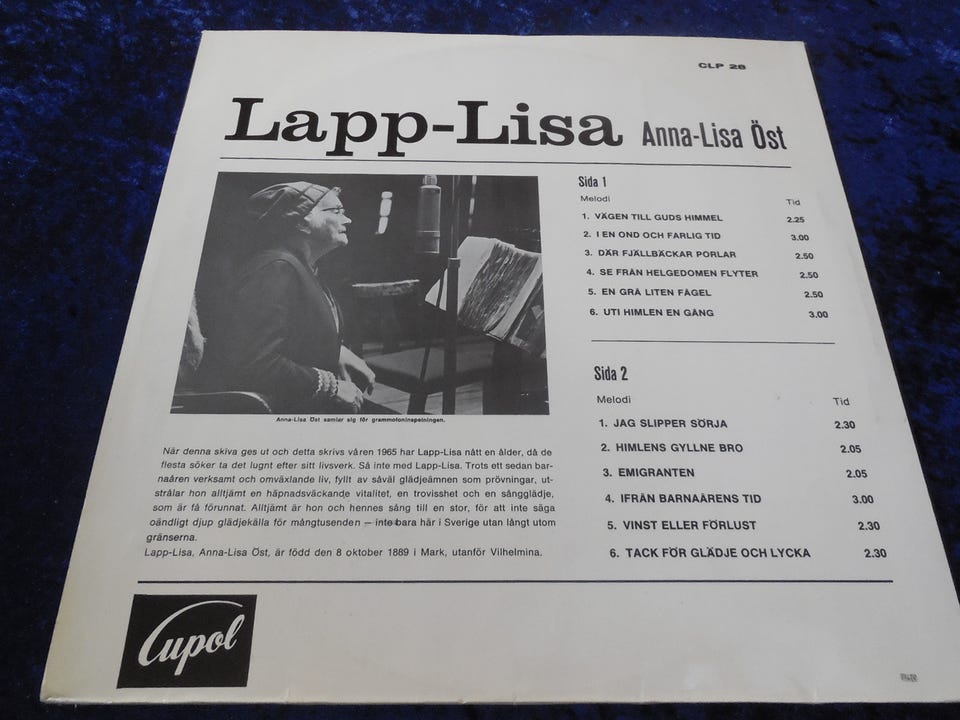 CLP 28
Lapp-Lisa Anna-Lisa Öst
Anna-Lisa Öst samlar sig för grammofoninspelningen.
När denna skiva ges ut och detta skrivs våren 1965 har Lapp-Lisa nått en ålder, då de
flesta söker ta det lugnt efter sitt livsverk. Så inte med Lapp-Lisa. Trots ett sedan bar-
naåren verksamt och omväxlande liv, fyllt av såväl glädjeämnen som prövningar, ut-
strålar hon alltjämt en häpnadsväckande vitalitet, en trovisshet och en sångglädje,
som är få förunnat. Alltjämt är hon och hennes sång till en stor, för att inte säga
oändligt djup glädjekälla för mångtusenden – inte bara här i Sverige utan långt utom
gränserna.
Lapp-Lisa, Anna-Lisa Öst, är född den 8 oktober 1889 i Mark, utanför Vilhelmina.
Sida 1
Melodi Tid
1. VÄGEN TILL GUDS HIMMEL 2.25
2. I EN OND OCH FARLIG TID 3.00
3. DÄR FJÄLLBÄCKAR PORLAR 2.50
4. SE FRÅN HELGEDOMEN FLYTER 2.50
5. EN GRÅ LITEN FÅGEL 2.50
6. UTI HIMLEN EN GÅNG 3.00
Sida 2
Melodi Tid
1. JAG SLIPPER SÖRJA 2.30
2. HIMLENS GYLLNE BRO 2.05
3. EMIGRANTEN 2.05
4. IFRÅN BARNAÅRENS TID 3.00
5. VINST ELLER FÖRLUST 2.30
6. TACK FÖR GLÄDJE OCH LYCKA 2.30
Cupol